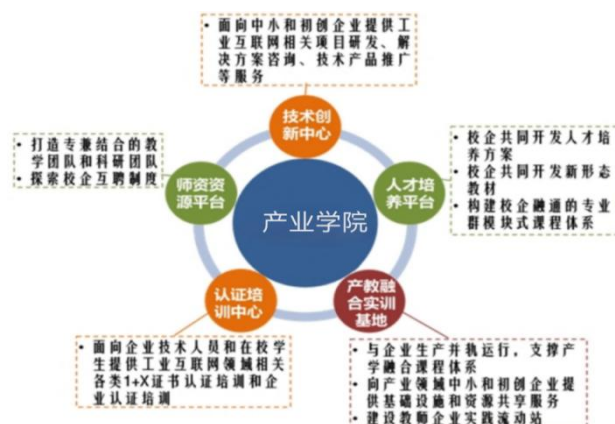 面向中小和初创企业提供工
业互联网相关项目研发、解
决方案咨询、技术产品推广
等服务
技术创
新中心
打造专兼结合的教
学团队和科研团队
探索校企互聘制度
师资资
源平台
人才培
养平台
校企共同开发人才培
养方案
校企共同开发新形态
教材
构建校企融通的专业
群模块式课程体系
产业学院
认证培
训中心
产教融
合实训
基地
面向企业技术人员和在校学
生提供工业互联网领域相关
各类1+X证书认证培训和企
业认证培训
与企业生产并轨运行，支撑产
学融合课程体系
向产业领域中小和初创企业提
供基础设施和资源共享服务
建设教师企业实践流动站